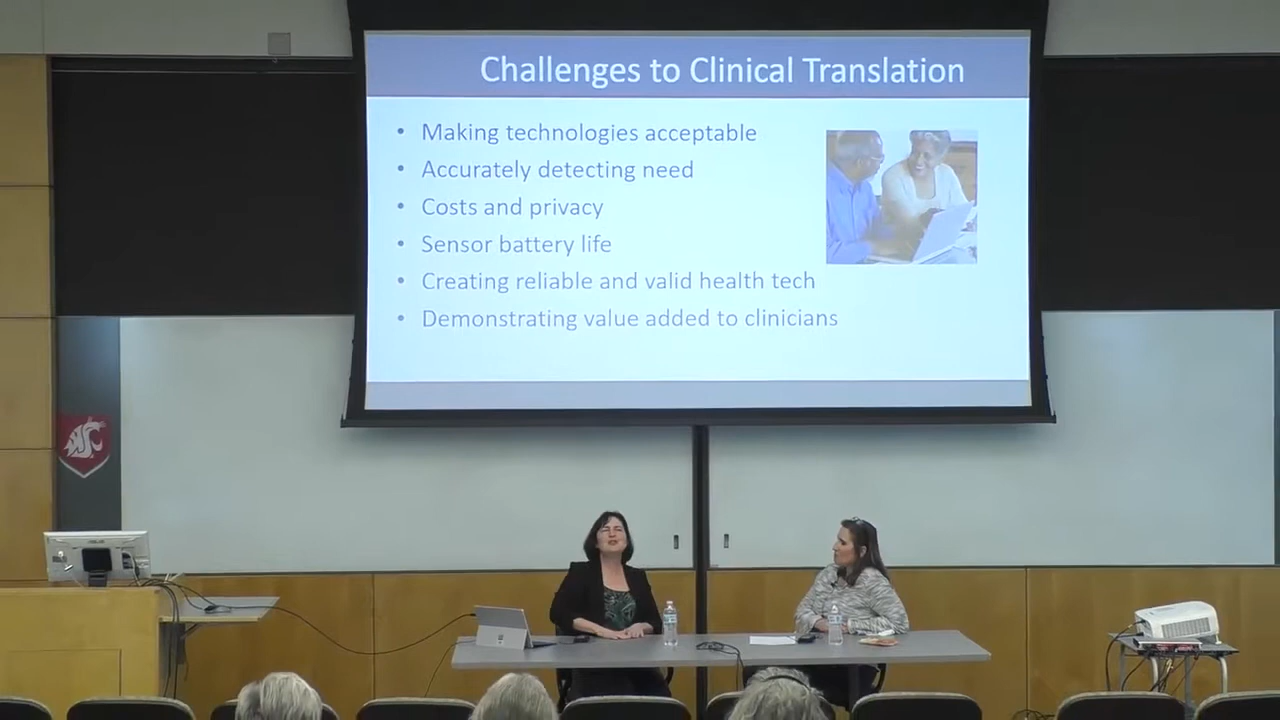 Challenges to Clinical Translation
• Making technologies acceptable
• Accurately detecting need
• Costs and privacy
• Sensor battery life
• Creating reliable and valid health tech
• Demonstrating value added to clinicians